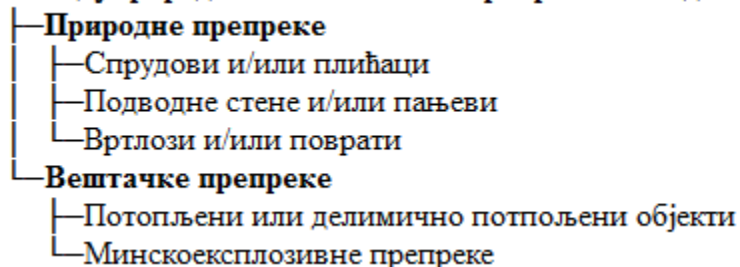 Природне препреке
Спрудови и/или плићаци
Подводне стене и/или пањеви
Вртлози и/или поврати
Вештачке препреке
Потопљени или делимично потпољени објекти
Минскоексплозивне препреке